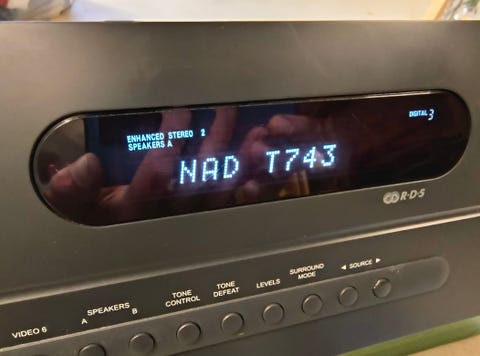 ENHANCED STEREO 2
DIGITAL 3
SPEAKERS A
NAD T743
R·D·S
VIDEO 6
SPEAKERS
A B
TONE CONTROL
TONE DEFEAT
LEVELS
SURROUND MODE
◄ SOURCE ►